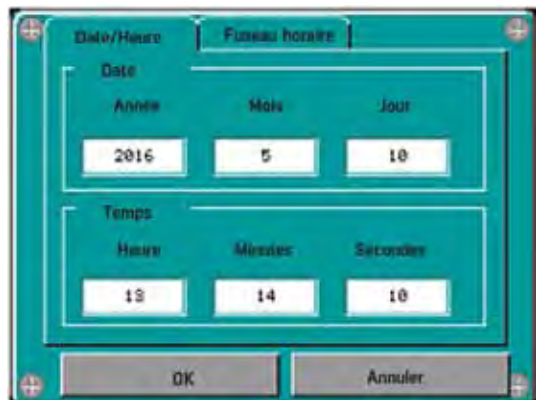 Date/Heure Fuseau horaire
Date
Année Mois Jour
2016 5 10
Temps
Heure Minutes Secondes
13 14 10
OK Annuler